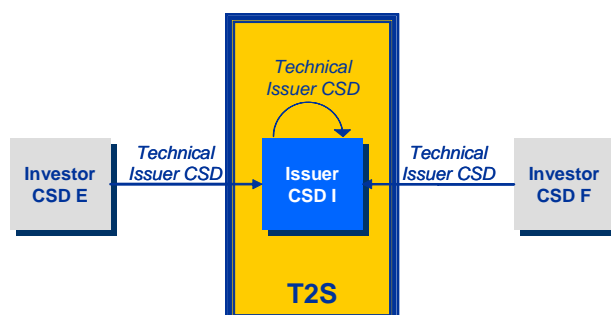 Technical
Issuer CSD
Investor
CSD E
Technical
Issuer CSD
Issuer
CSD I
Technical
Issuer CSD
Investor
CSD F
T2S